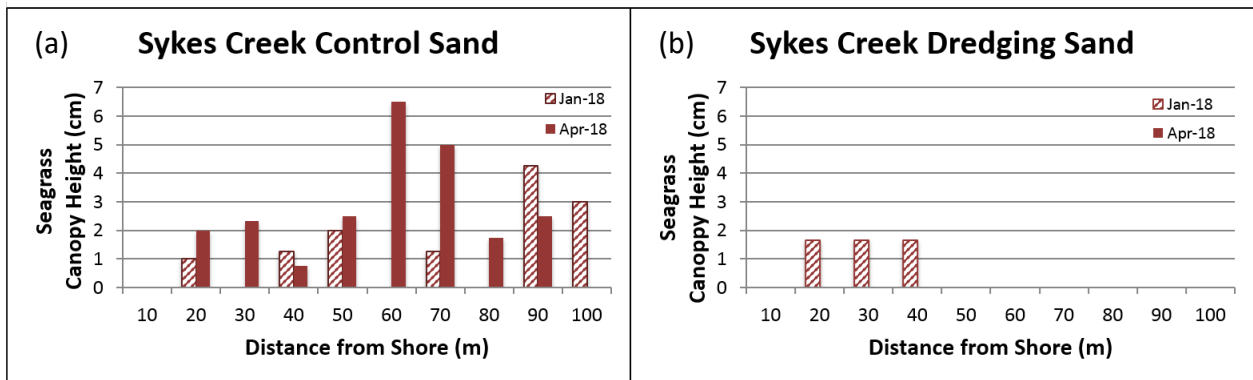 (a) Sykes Creek Control Sand
7
6
5
4
3
2
1
0
Seagrass
Canopy Height (cm)
Jan-18
Apr-18
10 20 30 40 50 60 70 80 90 100
Distance from Shore (m)
(b) Sykes Creek Dredging Sand
7
6
5
4
3
2
1
0
Seagrass
Canoppy Height (cm)
Jan-18
Apr-18
10 20 30 40 50 60 70 80 90 100
Distance from Shore (m)